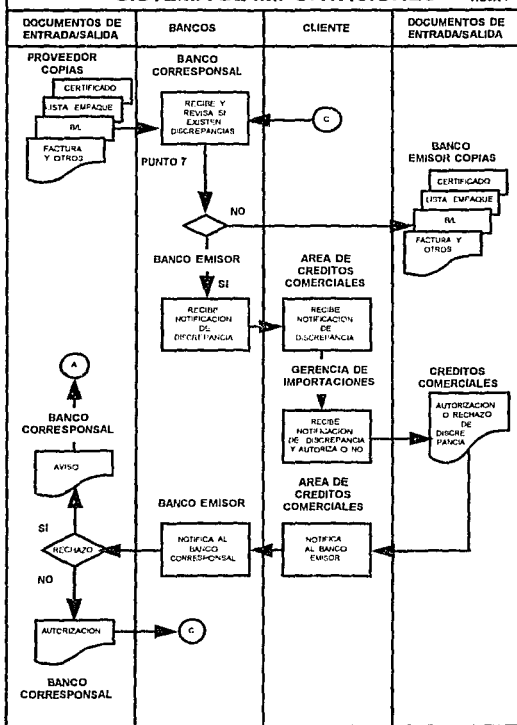 DOCUMENTOS DE
ENTRADA/SALIDA
BANCOS
CLIENTE
DOCUMENTOS DE
ENTRADA/SALIDA
PROVEEDOR
COPIAS
CERTIFICADO
LISTA EMPAQUE
B/L
FACTURA
Y OTROS
BANCO
CORRESPONSAL
RECIBE Y
REVISA SI
EXISTEN
DISCREPANCIAS
C
PUNTO 7
NO
BANCO
EMISOR COPIAS
CERTIFICADO
LISTA EMPAQUE
B/L
FACTURA Y
OTROS
BANCO EMISOR
SI
RECIBE
NOTIFICACION
DE
DISCREPANCIA
AREA DE
CREDITOS
COMERCIALES
RECIBE
NOTIFICACION
DE
DISCREPANCIA
GERENCIA DE
IMPORTACIONES
RECIBE
NOTIFICACION
DE DISCREPANCIA
Y AUTORIZA O NO
CREDITOS
COMERCIALES
AUTORIZACION
O RECHAZO
DE
DISCRE
PANCIA
A
BANCO
CORRESPONSAL
AVISO
SI
RECHAZO
NO
BANCO EMISOR
NOTIFICA AL
BANCO
CORRESPONSAL
AREA DE
CREDITOS
COMERCIALES
NOTIFICA
AL BANCO
EMISOR
AUTORIZACION
C
BANCO
CORRESPONSAL